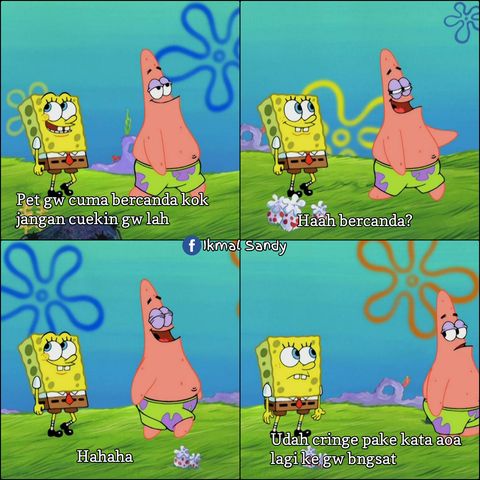 Pet gw cuma bercanda kok
jangan cuekin gw lah
Haah bercanda?
f Ikmal Sandy
Hahaha
Udah cringe pake kata aoa
lagi ke gw bngsat